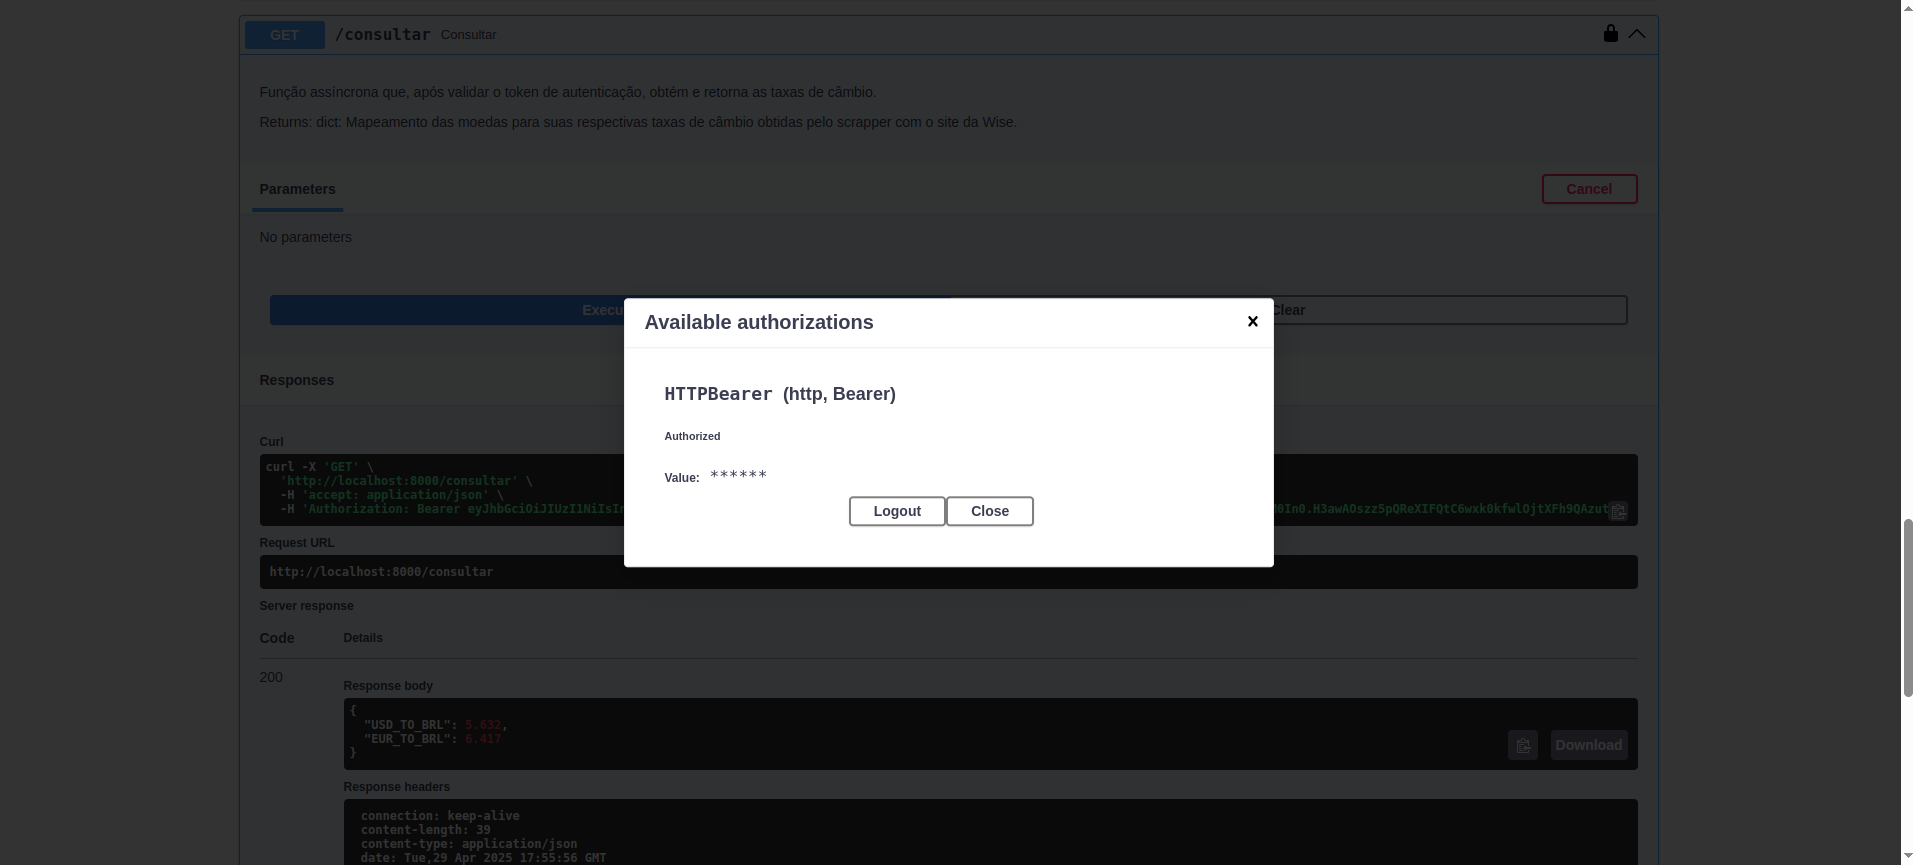 GET /consultar Consultar
Função assíncrona que, após validar o token de autenticação, obtém e retorna as taxas de câmbio.
Returns: dict: Mapeamento das moedas para suas respectivas taxas de câmbio obtidas pelo scrapper com o site da Wise.
Parameters Cancel
No parameters
Clear
Available authorizations
Responses
HTTPBearer (http, Bearer)
Authorized
Curl
curl -X 'GET' \
'http://localhost:8000/consultar' \
-H 'accept: application/json' \
-H 'Authorization: Bearer
Value: ******
Logout Close
Request URL
http://localhost:8000/consultar
Server response
Code Details
200
Response body
{
"USD_TO_BRL": 5.632,
"EUR_TO_BRL": 6.417
}
Download
Response headers
connection: keep-alive
content-length: 39
content-type: application/json
date: Tue,29 Apr 2025 17:55:56 GMT